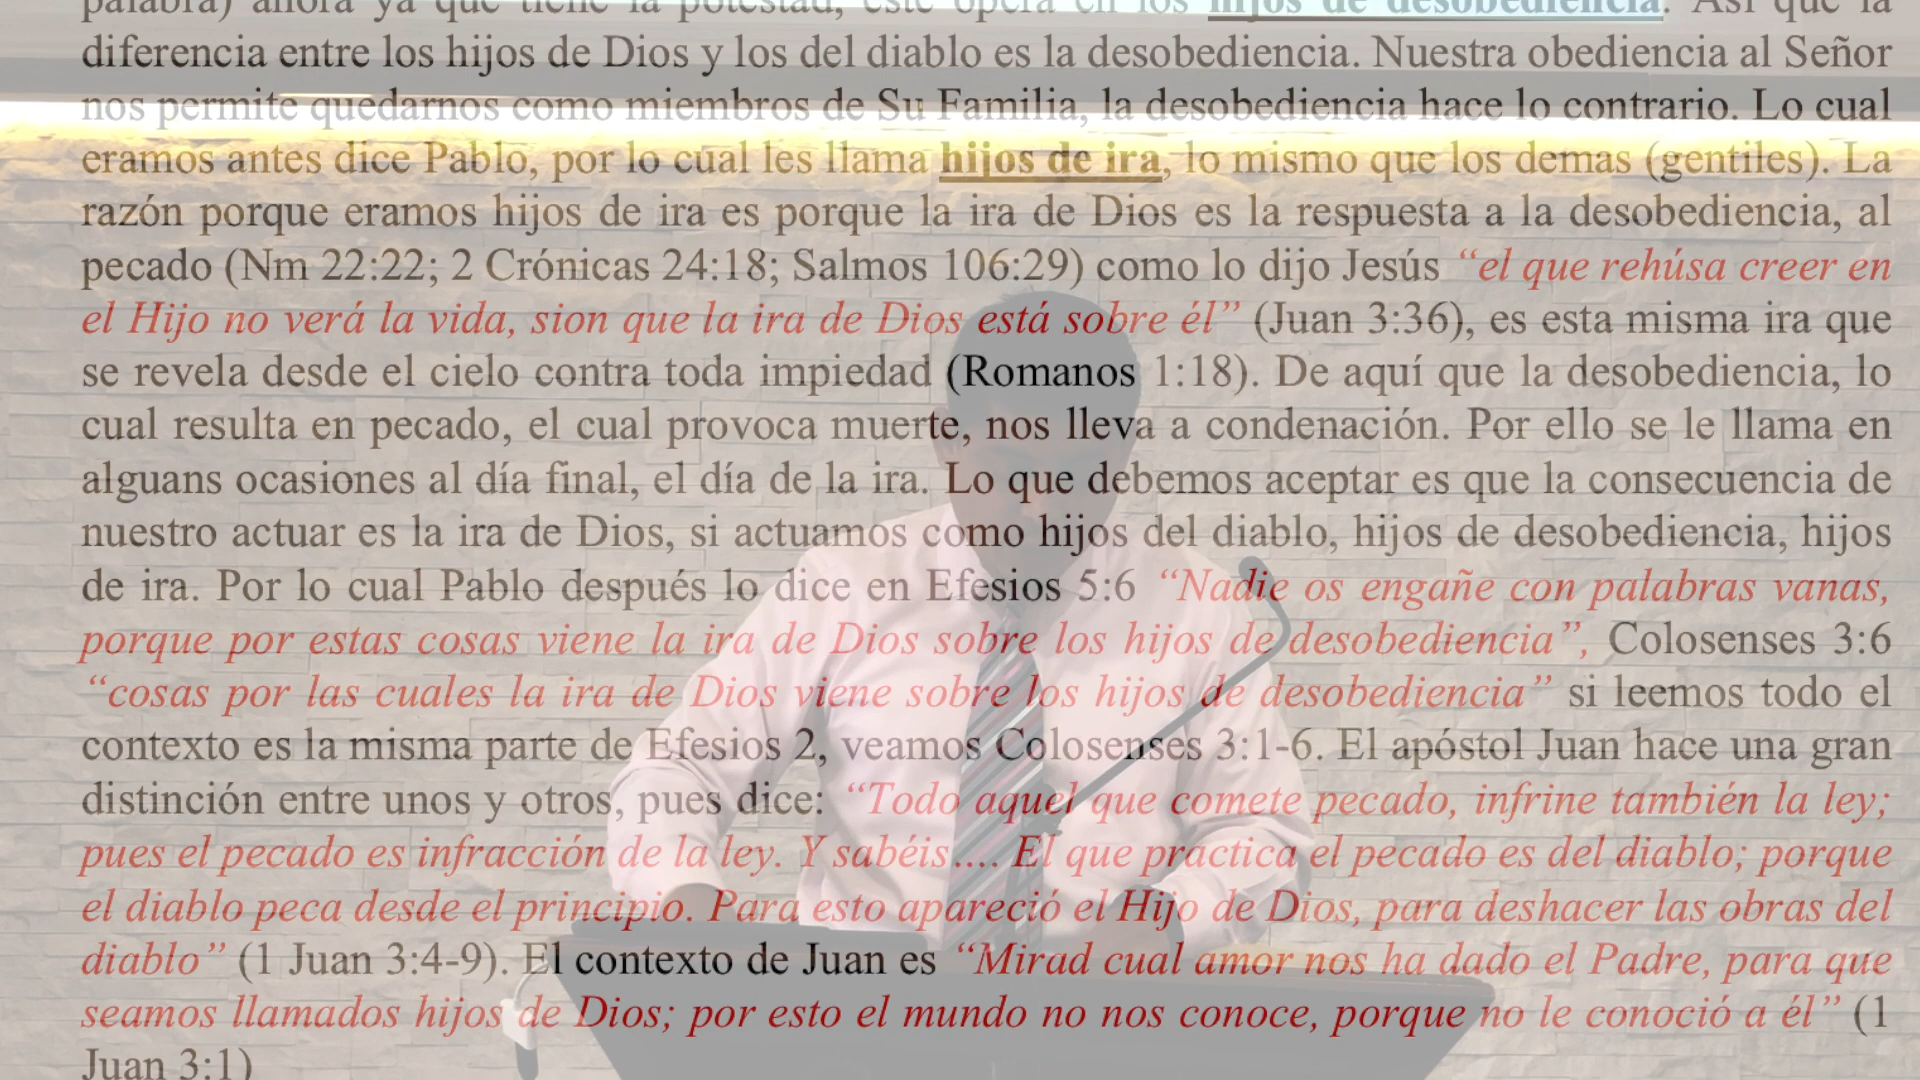 palabra) ahora ya que tiene la potestad, este opera en los hijos de desobediencia. Así que la
diferencia entre los hijos de Dios y los del diablo es la desobediencia. Nuestra obediencia al Señor
nos permite quedarnos como miembros de Su Familia, la desobediencia hace lo contrario. Lo cual
eramos antes dice Pablo, por lo cual les llama hijos de ira, lo mismo que los demas (gentiles). La
razón porque eramos hijos de ira es porque la ira de Dios es la respuesta a la desobediencia, al
pecado (Nm 22:22; 2 Crónicas 24:18; Salmos 106:29) como lo dijo Jesús “el que rehúsa creer en
el Hijo no verá la vida, sion que la ira de Dios está sobre él” (Juan 3:36), es esta misma ira que
se revela desde el cielo contra toda impiedad (Romanos 1:18). De aquí que la desobediencia, lo
cual resulta en pecado, el cual provoca muerte, nos lleva a condenación. Por ello se le llama en
alguans ocasiones al día final, el día de la ira. Lo que debemos aceptar es que la consecuencia de
nuestro actuar es la ira de Dios, si actuamos como hijos del diablo, hijos de desobediencia, hijos
de ira. Por lo cual Pablo después lo dice en Efesios 5:6 “Nadie os engañe con palabras vanas,
porque por estas cosas viene la ira de Dios sobre los hijos de desobediencia”, Colosenses 3:6
“cosas por las cuales la ira de Dios viene sobre los hijos de desobediencia” si leemos todo el
contexto es la misma parte de Efesios 2, veamos Colosenses 3:1-6. El apóstol Juan hace una gran
distinción entre unos y otros, pues dice: “Todo aquel que comete pecado, infrine también la ley;
pues el pecado es infracción de la ley. Y sabéis.... El que practica el pecado es del diablo; porque
el diablo peca desde el principio. Para esto apareció el Hijo de Dios, para deshacer las obras del
diablo” (1 Juan 3:4-9). El contexto de Juan es “Mirad cual amor nos ha dado el Padre, para que
seamos llamados hijos de Dios; por esto el mundo no nos conoce, porque no le conoció a él” (1
Juan 3:1)